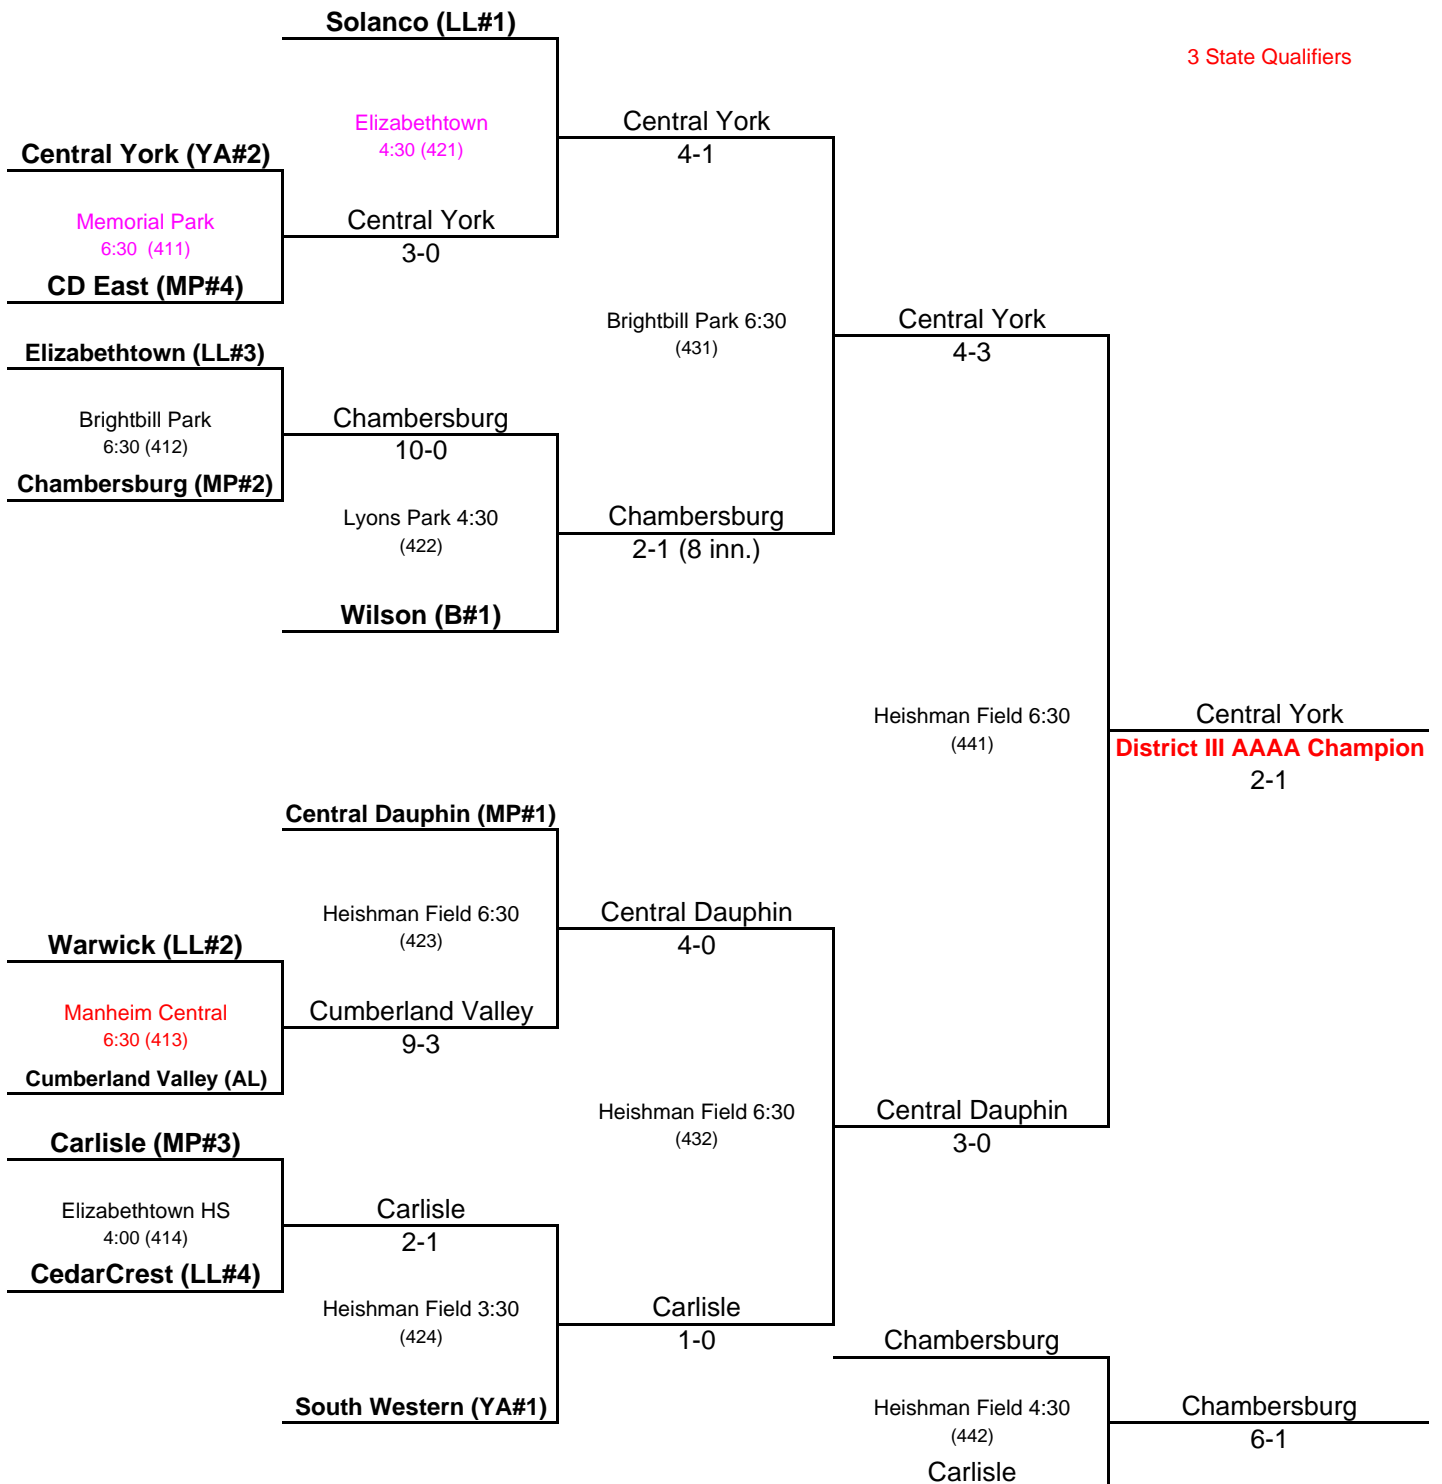 Solanco (LL#1)
3 State Qualifiers
Elizabethtown
4:30 (421)
Central York
4-1
Central York (YA#2)
Memorial Park
6:30 (411)
Central York
3-0
CD East (MP#4)
Brightbill Park 6:30
(431)
Central York
4-3
Elizabethtown (LL#3)
Brightbill Park
6:30 (412)
Chambersburg
10-0
Chambersburg (MP#2)
Lyons Park 4:30
(422)
Chambersburg
2-1 (8 inn.)
Wilson (B#1)
Heishman Field 6:30
(441)
Central York
District III AAAA Champion
2-1
Central Dauphin (MP#1)
Heishman Field 6:30
(423)
Central Dauphin
4-0
Warwick (LL#2)
Manheim Central
6:30 (413)
Cumberland Valley
9-3
Cumberland Valley (AL)
Heishman Field 6:30
(432)
Central Dauphin
3-0
Carlisle (MP#3)
Elizabethtown HS
4:00 (414)
Carlisle
2-1
CedarCrest (LL#4)
Heishman Field 3:30
(424)
Carlisle
1-0
Chambersburg
South Western (YA#1)
Heishman Field 4:30
(442)
Chambersburg
6-1
Carlisle